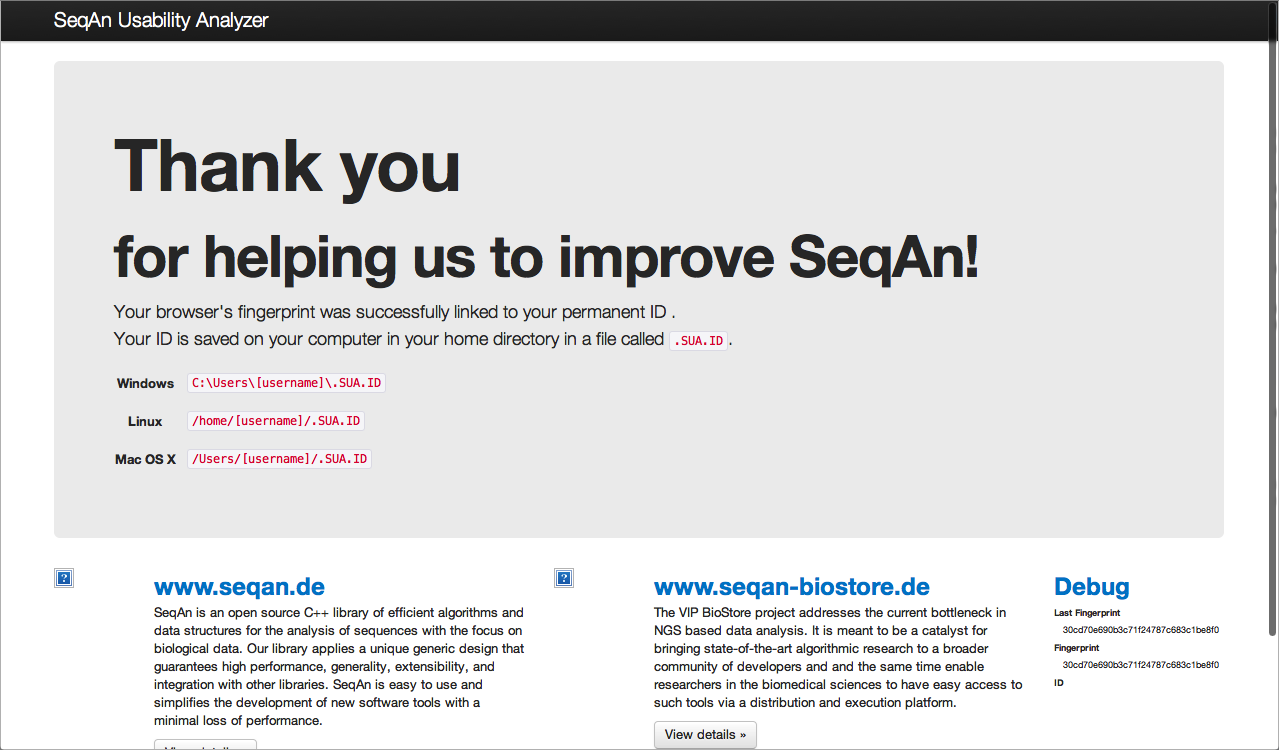 SeqAn Usability Analyzer
Thank you
for helping us to improve SeqAn!
Your browser's fingerprint was successfully linked to your permanent ID .
Your ID is saved on your computer in your home directory in a file called .SUA.ID.
Windows C:\Users\[username]\.SUA.ID
Linux /home/[username]/.SUA.ID
Mac OS X /Users/[username]/.SUA.ID
www.seqan.de
SeqAn is an open source C++ library of efficient algorithms and
data structures for the analysis of sequences with the focus on
biological data. Our library applies a unique generic design that
guarantees high performance, generality, extensibility, and
integration with other libraries. SeqAn is easy to use and
simplifies the development of new software tools with a
minimal loss of performance.
View details »
www.seqan-biostore.de
The VIP BioStore project addresses the current bottleneck in
NGS based data analysis. It is meant to be a catalyst for
bringing state-of-the-art algorithmic research to a broader
community of developers and and the same time enable
researchers in the biomedical sciences to have easy access to
such tools via a distribution and execution platform.
View details »
Debug
Last Fingerprint
30cd70e690b3c71f24787c683c1be8f0
Fingerprint
30cd70e690b3c71f24787c683c1be8f0
ID